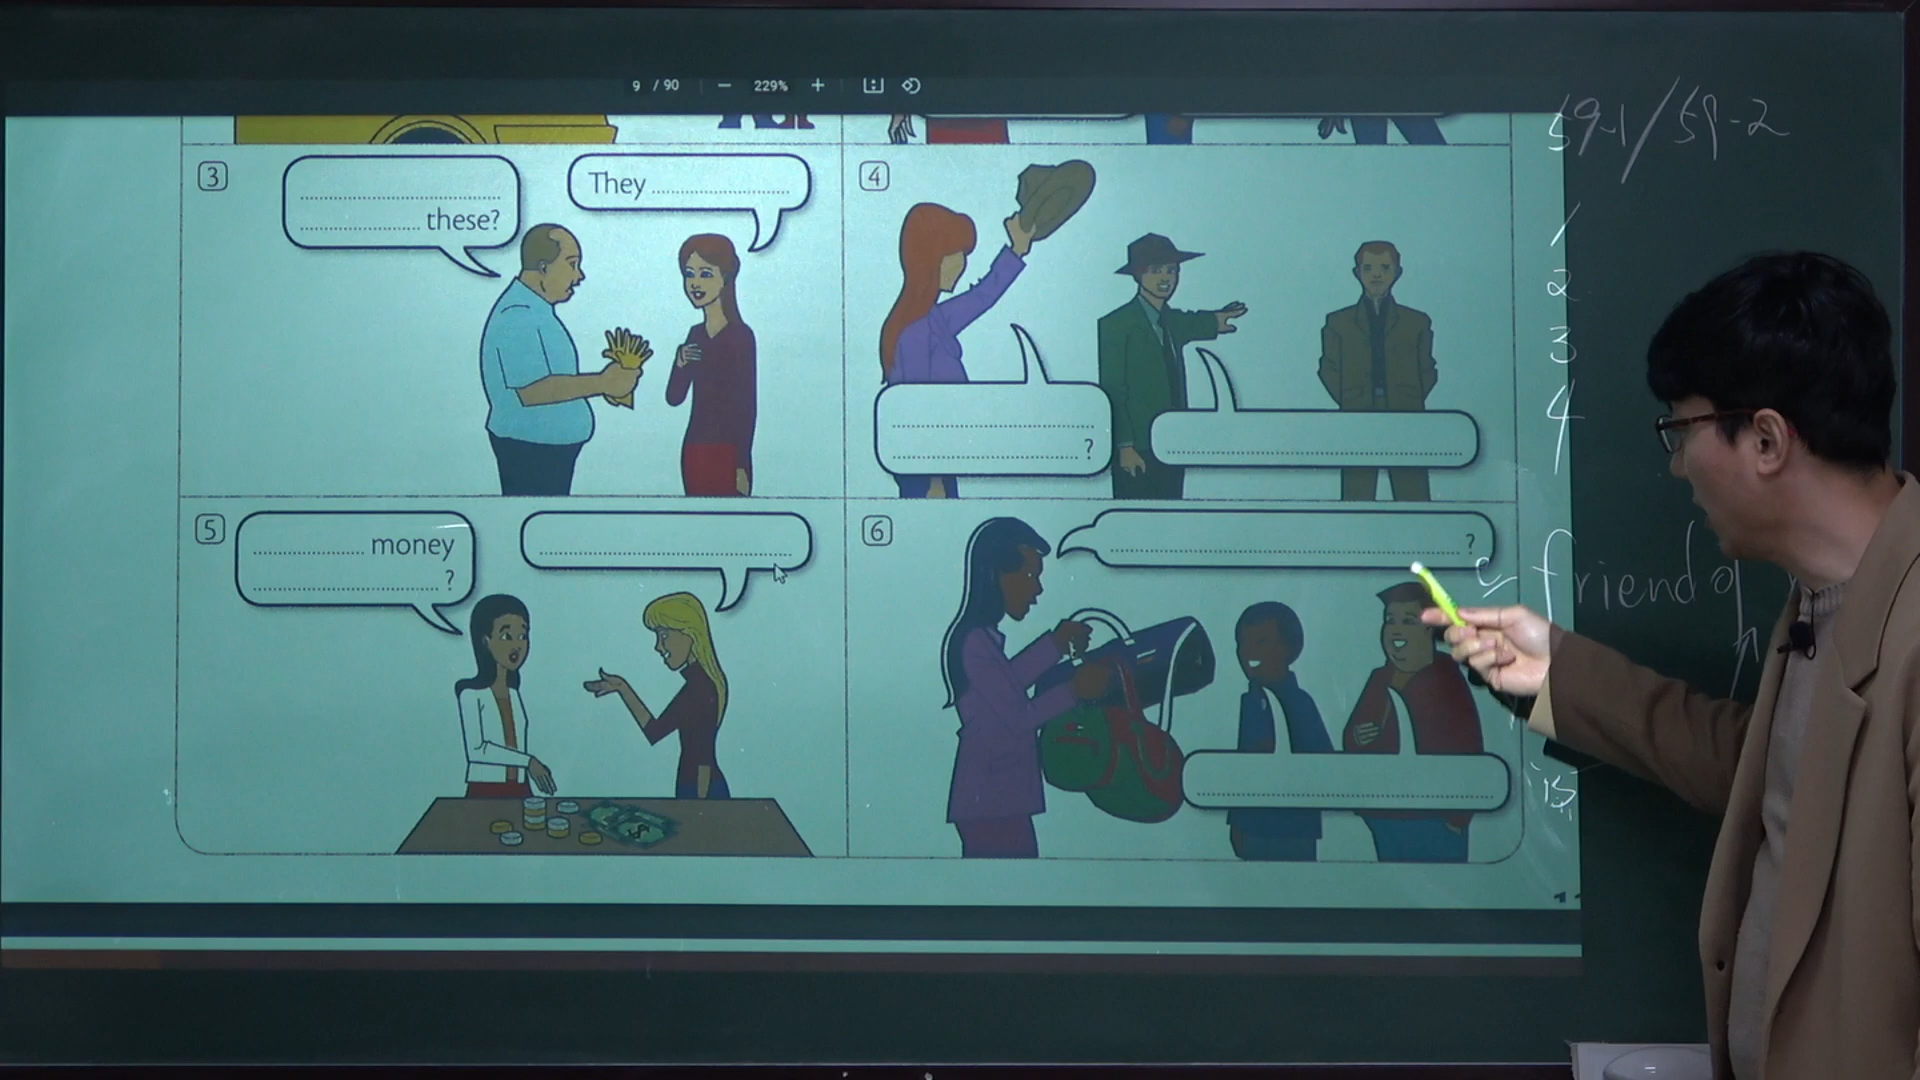 9 / 90 − 229% +
59-1/59-2
1
2
3
4
3
these?
They
4
?
5
money
?
6
?
friend of
is